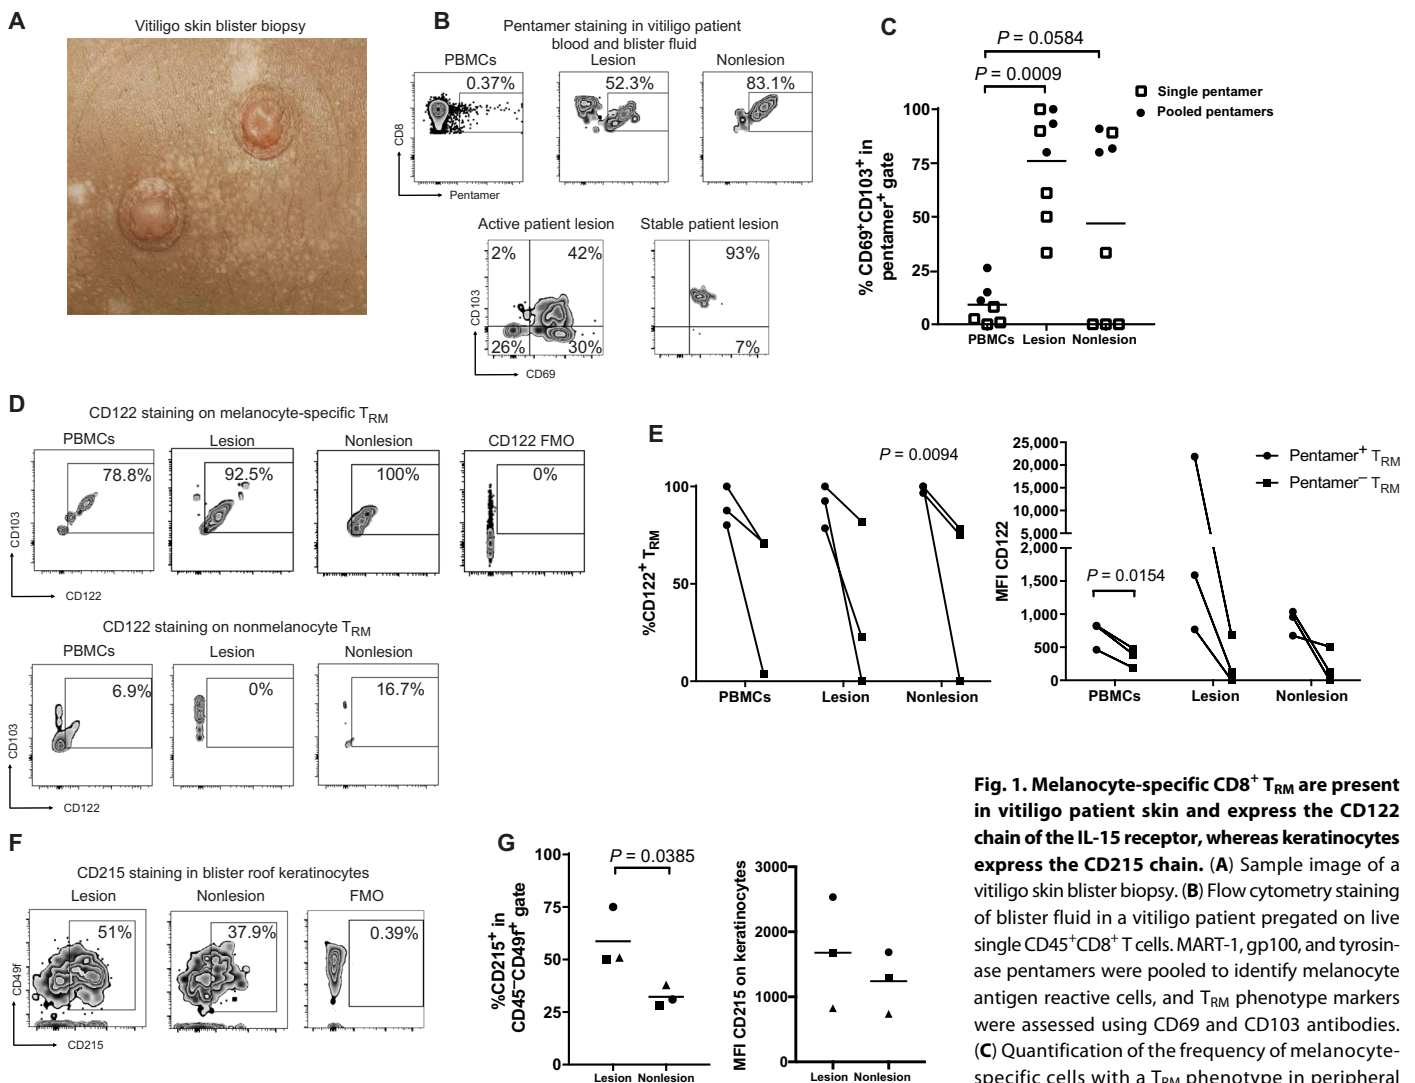 A
Vitiligo skin blister biopsy
B
Pentamer staining in vitiligo patient
blood and blister fluid
PBMCs
Lesion
Nonlesion
0.37%
52.3%
83.1%
CD8
Pentamer
Active patient lesion
Stable patient lesion
2%
42%
26%
30%
93%
7%
CD103
CD69
C
P = 0.0584
P = 0.0009
Single pentamer
Pooled pentamers
% CD69+CD103+ in
pentamer+ gate
100
75
50
25
0
PBMCs Lesion Nonlesion
D
CD122 staining on melanocyte-specific TRM
PBMCs
Lesion
Nonlesion
CD122 FMO
78.8%
92.5%
100%
0%
CD103
CD122
CD122 staining on nonmelanocyte TRM
PBMCs
Lesion
Nonlesion
6.9%
0%
16.7%
CD103
CD122
E
P = 0.0094
%CD122+ TRM
100
50
0
PBMCs Lesion Nonlesion
MFI CD122
25,000
20,000
15,000
10,000
5,000
2,000
1,500
1,000
500
0
P = 0.0154
PBMCs Lesion Nonlesion
Pentamer+ TRM
Pentamer− TRM
F
CD215 staining in blister roof keratinocytes
Lesion
Nonlesion
FMO
51%
37.9%
0.39%
CD49f
CD215
G
P = 0.0385
%CD215+ in
CD45−CD49f+ gate
100
75
50
25
0
Lesion Nonlesion
MFI CD215 on keratinocytes
3000
2000
1000
0
Lesion Nonlesion
Fig. 1. Melanocyte-specific CD8+ TRM are present
in vitiligo patient skin and express the CD122
chain of the IL-15 receptor, whereas keratinocytes
express the CD215 chain. (A) Sample image of a
vitiligo skin blister biopsy. (B) Flow cytometry staining
of blister fluid in a vitiligo patient pregated on live
single CD45+CD8+ T cells. MART-1, gp100, and tyrosin-
ase pentamers were pooled to identify melanocyte
antigen reactive cells, and TRM phenotype markers
were assessed using CD69 and CD103 antibodies.
(C) Quantification of the frequency of melanocyte-
specific cells with a TRM phenotype in peripheral